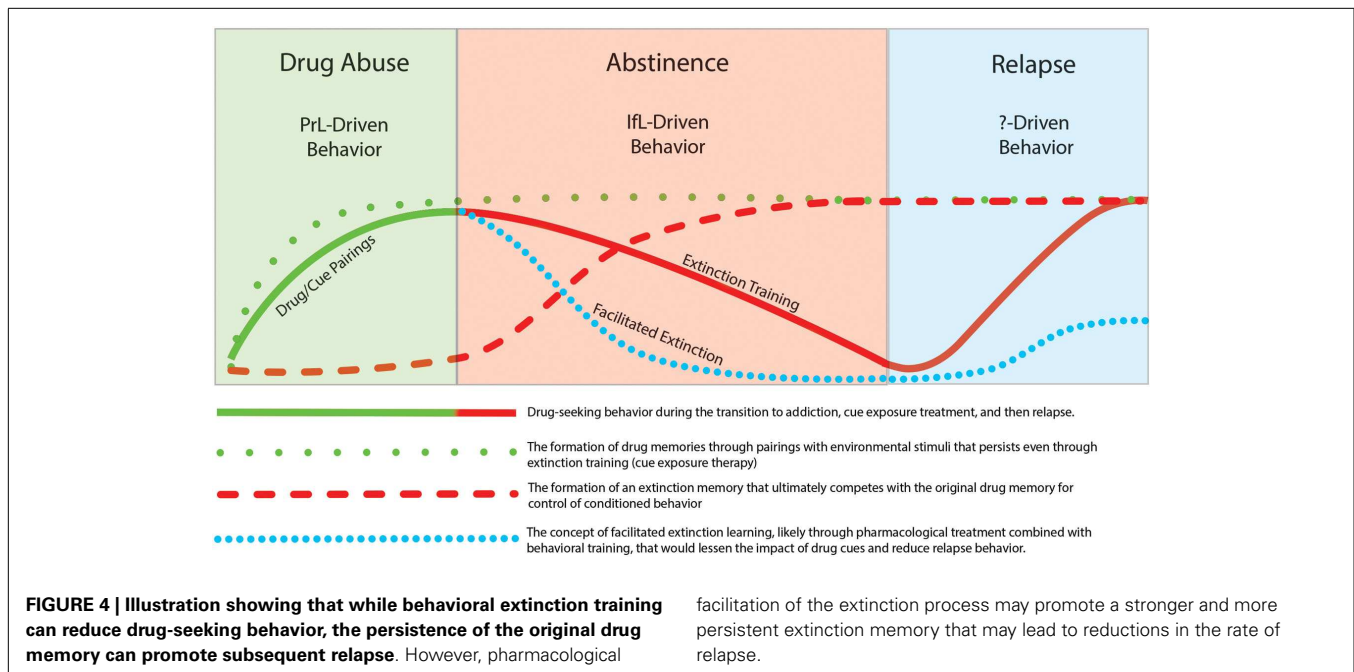 Drug Abuse
Abstinence
Relapse
PrL-Driven
Behavior
IfL-Driven
Behavior
?-Driven
Behavior
Drug/Cue Pairings
Extinction Training
Facilitated Extinction
Drug-seeking behavior during the transition to addiction, cue exposure treatment, and then relapse.
The formation of drug memories through pairings with environmental stimuli that persists even through
extinction training (cue exposure therapy)
The formation of an extinction memory that ultimately competes with the original drug memory for
control of conditioned behavior
The concept of facilitated extinction learning, likely through pharmacological treatment combined with
behavioral training, that would lessen the impact of drug cues and reduce relapse behavior.
FIGURE 4 | Illustration showing that while behavioral extinction training
can reduce drug-seeking behavior, the persistence of the original drug
memory can promote subsequent relapse. However, pharmacological
facilitation of the extinction process may promote a stronger and more
persistent extinction memory that may lead to reductions in the rate of
relapse.